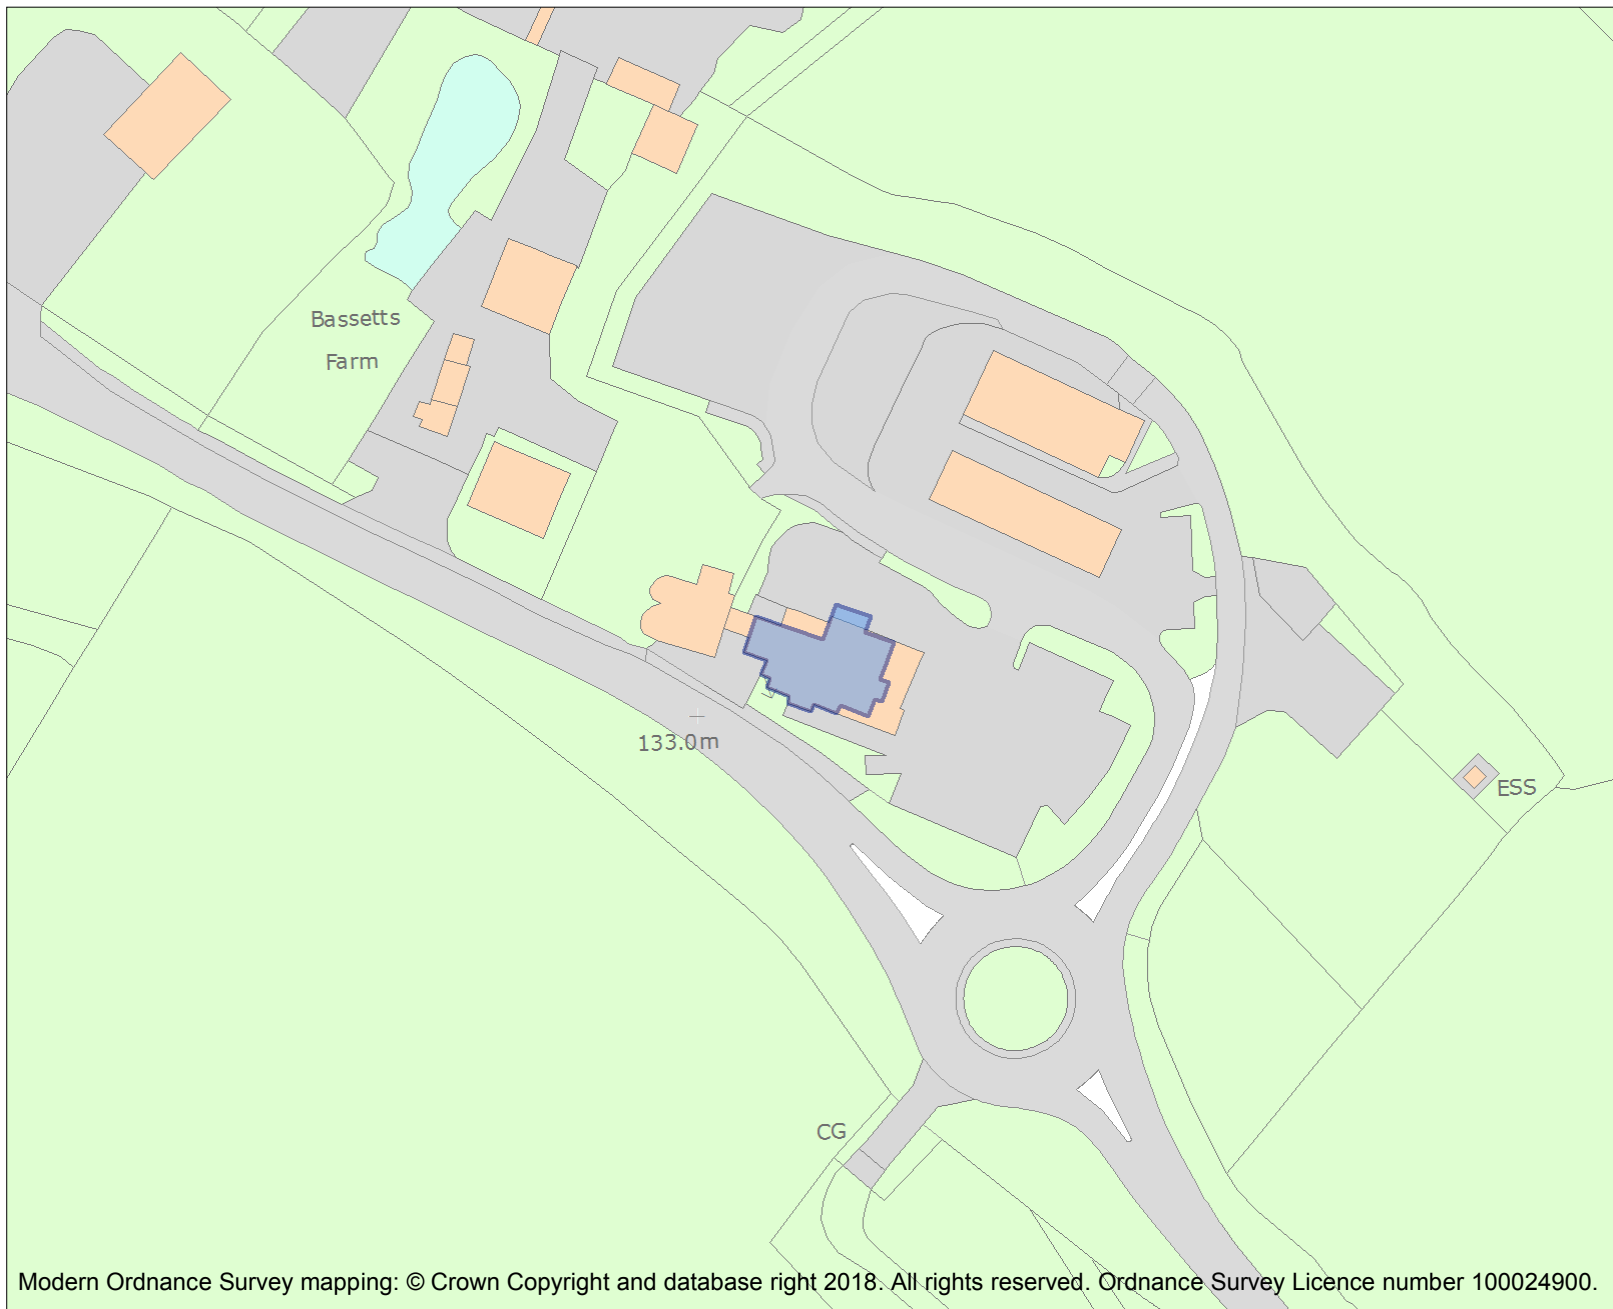 Bassetts
Farm
133.0m
ESS
CG
Modern Ordnance Survey mapping: © Crown Copyright and database right 2018. All rights reserved. Ordnance Survey Licence number 100024900.